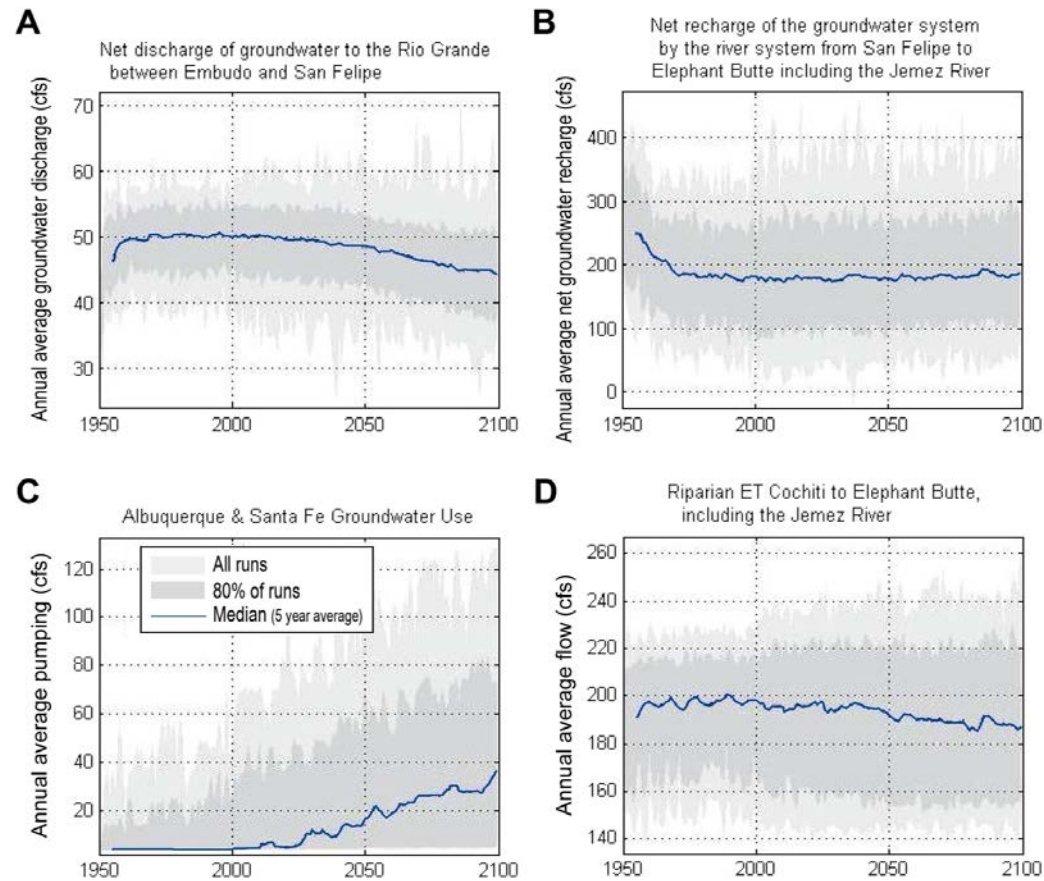 A
Net discharge of groundwater to the Rio Grande
between Embudo and San Felipe
Annual average groundwater discharge (cfs)
70
60
50
40
30
1950
2000
2050
2100
B
Net recharge of the groundwater system
by the river system from San Felipe to
Elephant Butte including the Jemez River
Annual average net groundwater recharge (cfs)
400
300
200
100
0
1950
2000
2050
2100
C
Albuquerque & Santa Fe Groundwater Use
Annual average pumping (cfs)
120
100
80
60
40
20
All runs
80% of runs
Median (5 year average)
1950
2000
2050
2100
D
Riparian ET Cochiti to Elephant Butte,
including the Jemez River
Annual average flow (cfs)
260
240
220
200
180
160
140
1950
2000
2050
2100